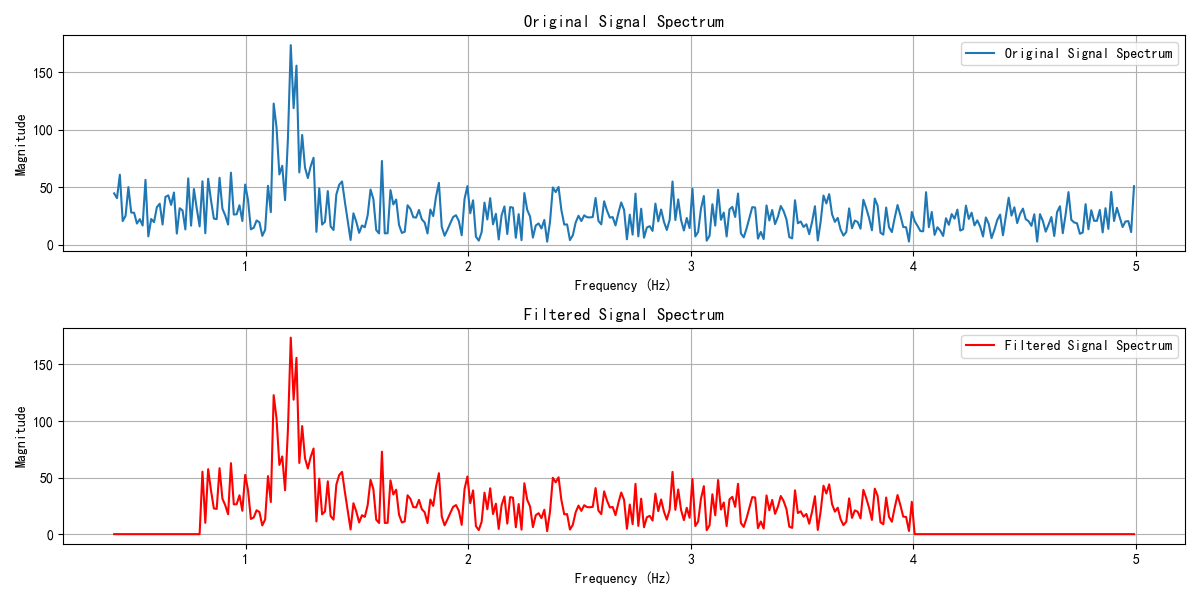 Original Signal Spectrum
Original Signal Spectrum
150
100
50
0
Magnitude
1 2 3 4 5
Frequency (Hz)
Filtered Signal Spectrum
Filtered Signal Spectrum
150
100
50
0
Magnitude
1 2 3 4 5
Frequency (Hz)